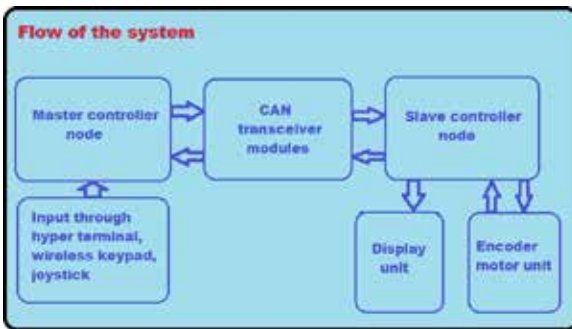 Flow of the system
Master controller
node
CAN
transceiver
modules
Slave controller
node
Input through
hyper terminal,
wireless keypad,
joystick
Display
unit
Encoder
motor unit